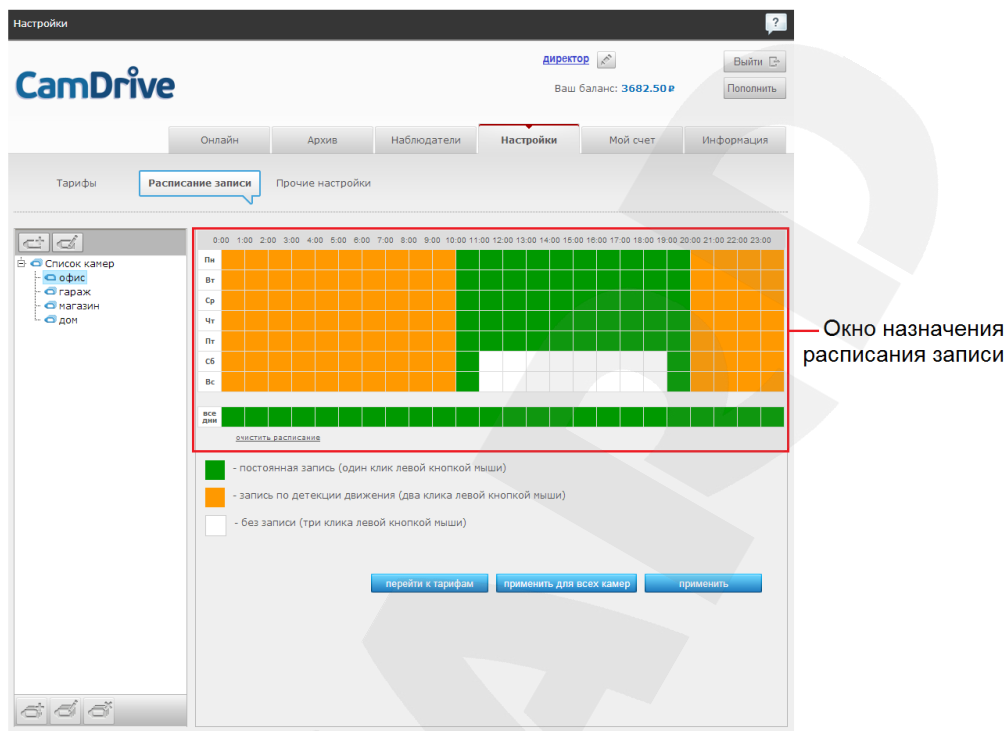 Настройки
?
CamDrive
директор
Выйти
Ваш баланс: 3682.50₽
Пополнить
Онлайн Архив Наблюдатели Настройки Мой счет Информация
Тарифы Расписание записи Прочие настройки
Список камер
офис
гараж
магазин
дом
0:00 1:00 2:00 3:00 4:00 5:00 6:00 7:00 8:00 9:00 10:00 11:00 12:00 13:00 14:00 15:00 16:00 17:00 18:00 19:00 20:00 21:00 22:00 23:00
Пн
Вт
Ср
Чт
Пт
Сб
Вс
все
дни
очистить расписание
Окно назначения
расписания записи
- постоянная запись (один клик левой кнопкой мыши)
- запись по детекции движения (два клика левой кнопкой мыши)
- без записи (три клика левой кнопкой мыши)
перейти к тарифам применить для всех камер применить